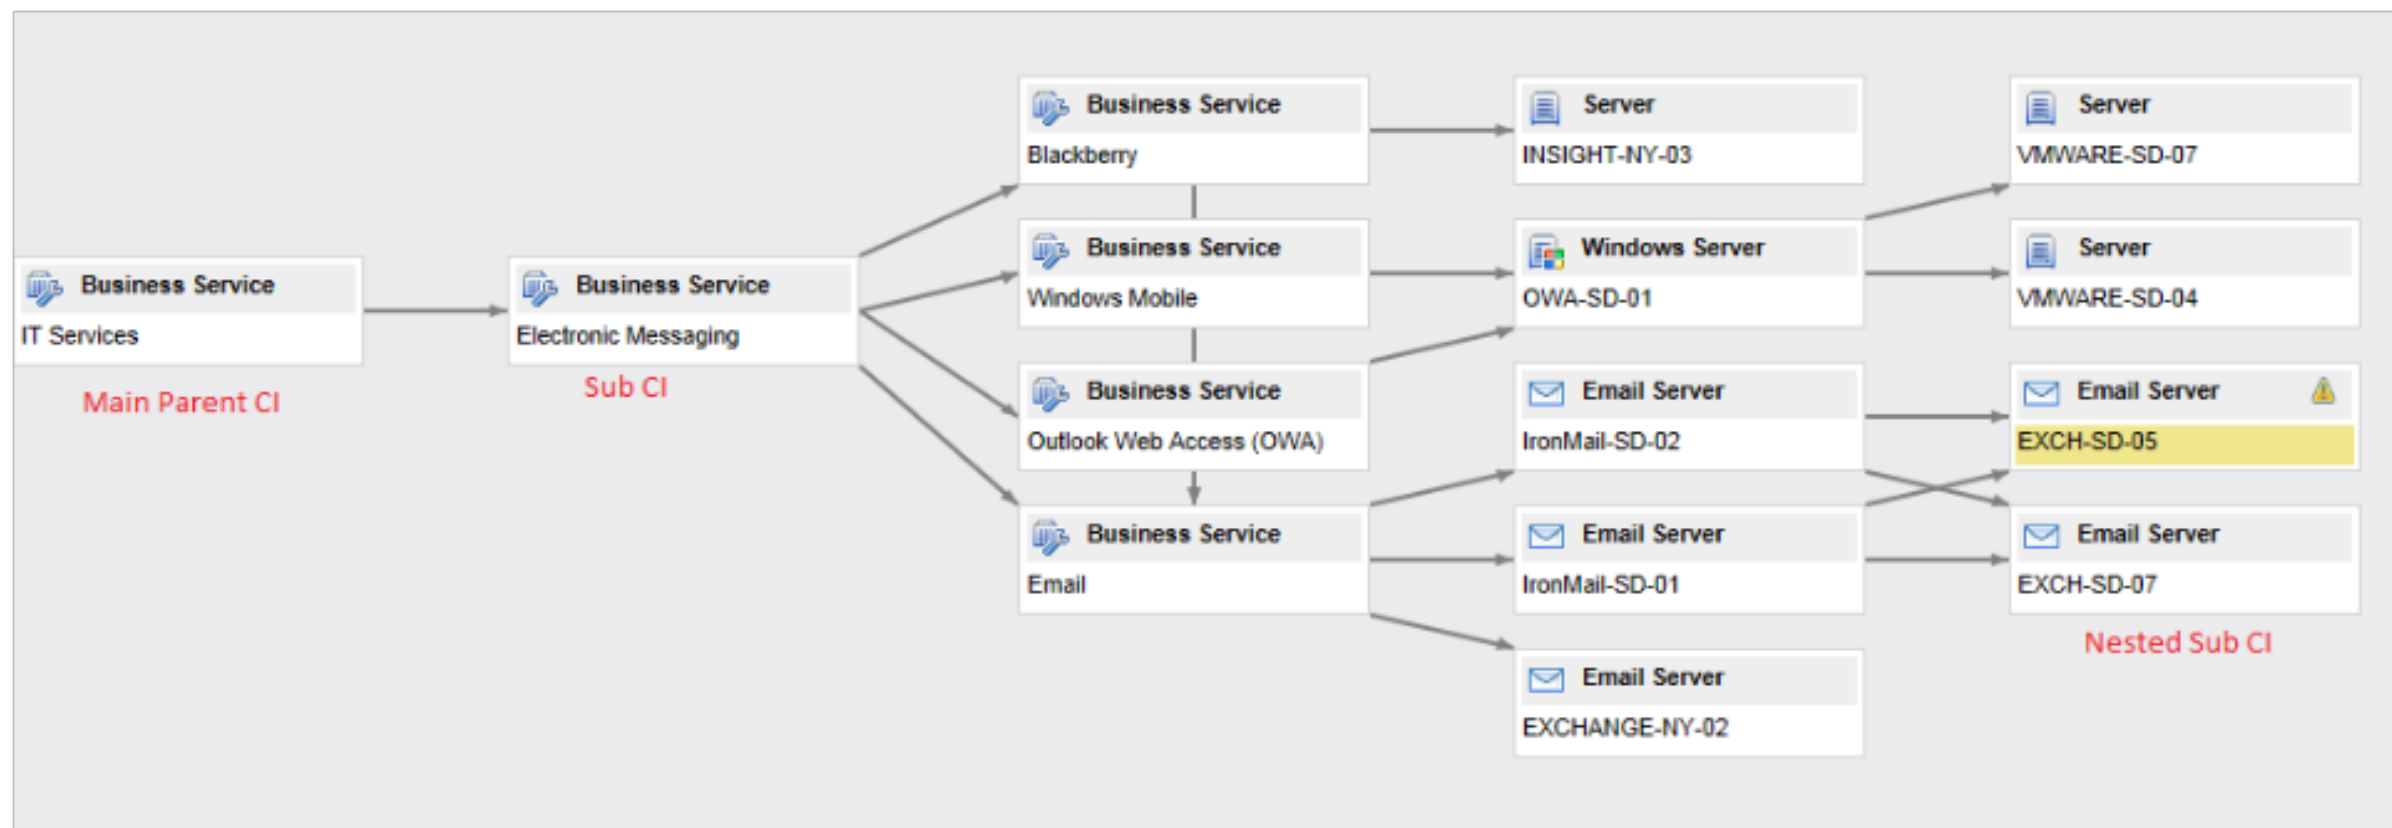 Business Service
IT Services
Main Parent CI
Business Service
Electronic Messaging
Sub CI
Business Service
Blackberry
Business Service
Windows Mobile
Business Service
Outlook Web Access (OWA)
Business Service
Email
Server
INSIGHT-NY-03
Windows Server
OWA-SD-01
Email Server
IronMail-SD-02
Email Server
IronMail-SD-01
Email Server
EXCHANGE-NY-02
Server
VMWARE-SD-07
Server
VMWARE-SD-04
Email Server
EXCH-SD-05
Email Server
EXCH-SD-07
Nested Sub CI